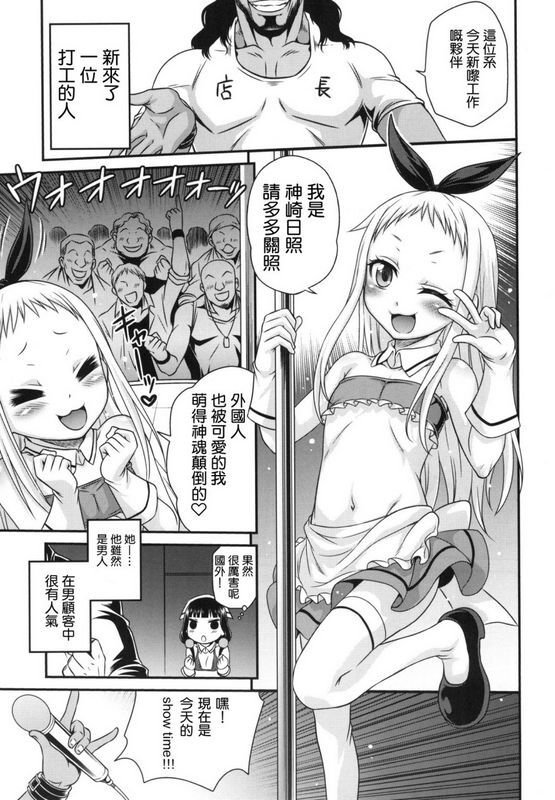 這位系
今天新嚟工作
嘅夥伴
店長
新來了
一位
打工的人
我是
神崎日照
請多多關照
ウォオオオオオーッ
キャー♥
外國人
也被可愛的我
萌得神魂顛倒的♡
她ー…
他雖然
是男人
在男顧客中
很有人氣
果然
很厲害呢
國外！
嘿！
現在是
今天的
show time!!!